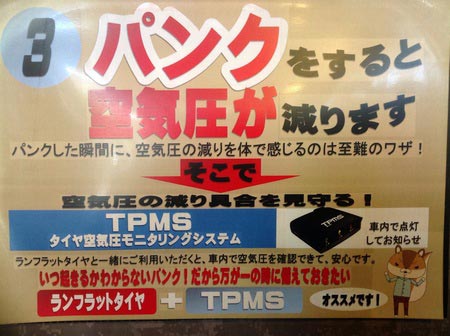 3
パンクをすると
空気圧が減ります
パンクした瞬間に、空気圧の減りを体で感じるのは至難のワザ!
そこで
空気圧の減り具合を見守る!
TPMS
タイヤ空気圧モニタリングシステム
TPMS
車内で点灯
してお知らせ
ランフラットタイヤと一緒にご利用いただくと、車内で空気圧を確認できて、安心です。
いつ起きるかわからないパンク!だから万が一の時に備えておきたい
ランフラットタイヤ + TPMS オススメです!